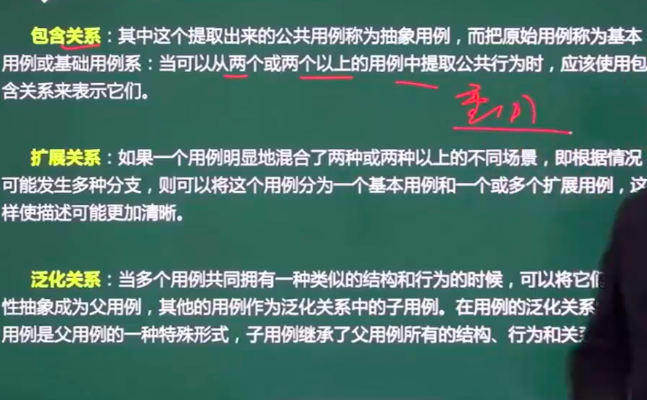 包含关系：其中这个提取出来的公共用例称为抽象用例，而把原始用例称为基本
用例或基础用例系：当可以从两个或两个以上的用例中提取公共行为时，应该使用包
含关系来表示它们。
扩展关系：如果一个用例明显地混合了两种或两种以上的不同场景，即根据情况
可能发生多种分支，则可以将这个用例分为一个基本用例和一个或多个扩展用例，这
样使描述可能更加清晰。
泛化关系：当多个用例共同拥有一种类似的结构和行为的时候，可以将它们
性抽象成为父用例，其他的用例作为泛化关系中的子用例。在用例的泛化关系
用例是父用例的一种特殊形式，子用例继承了父用例所有的结构、行为和关系